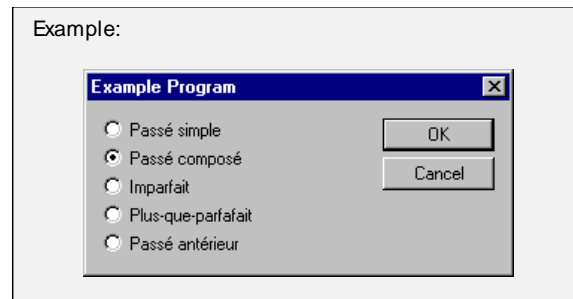 Example:
Example Program
Passé simple
OK
Passé composé
Cancel
Imparfait
Plus-que-parfafait
Passé antérieur